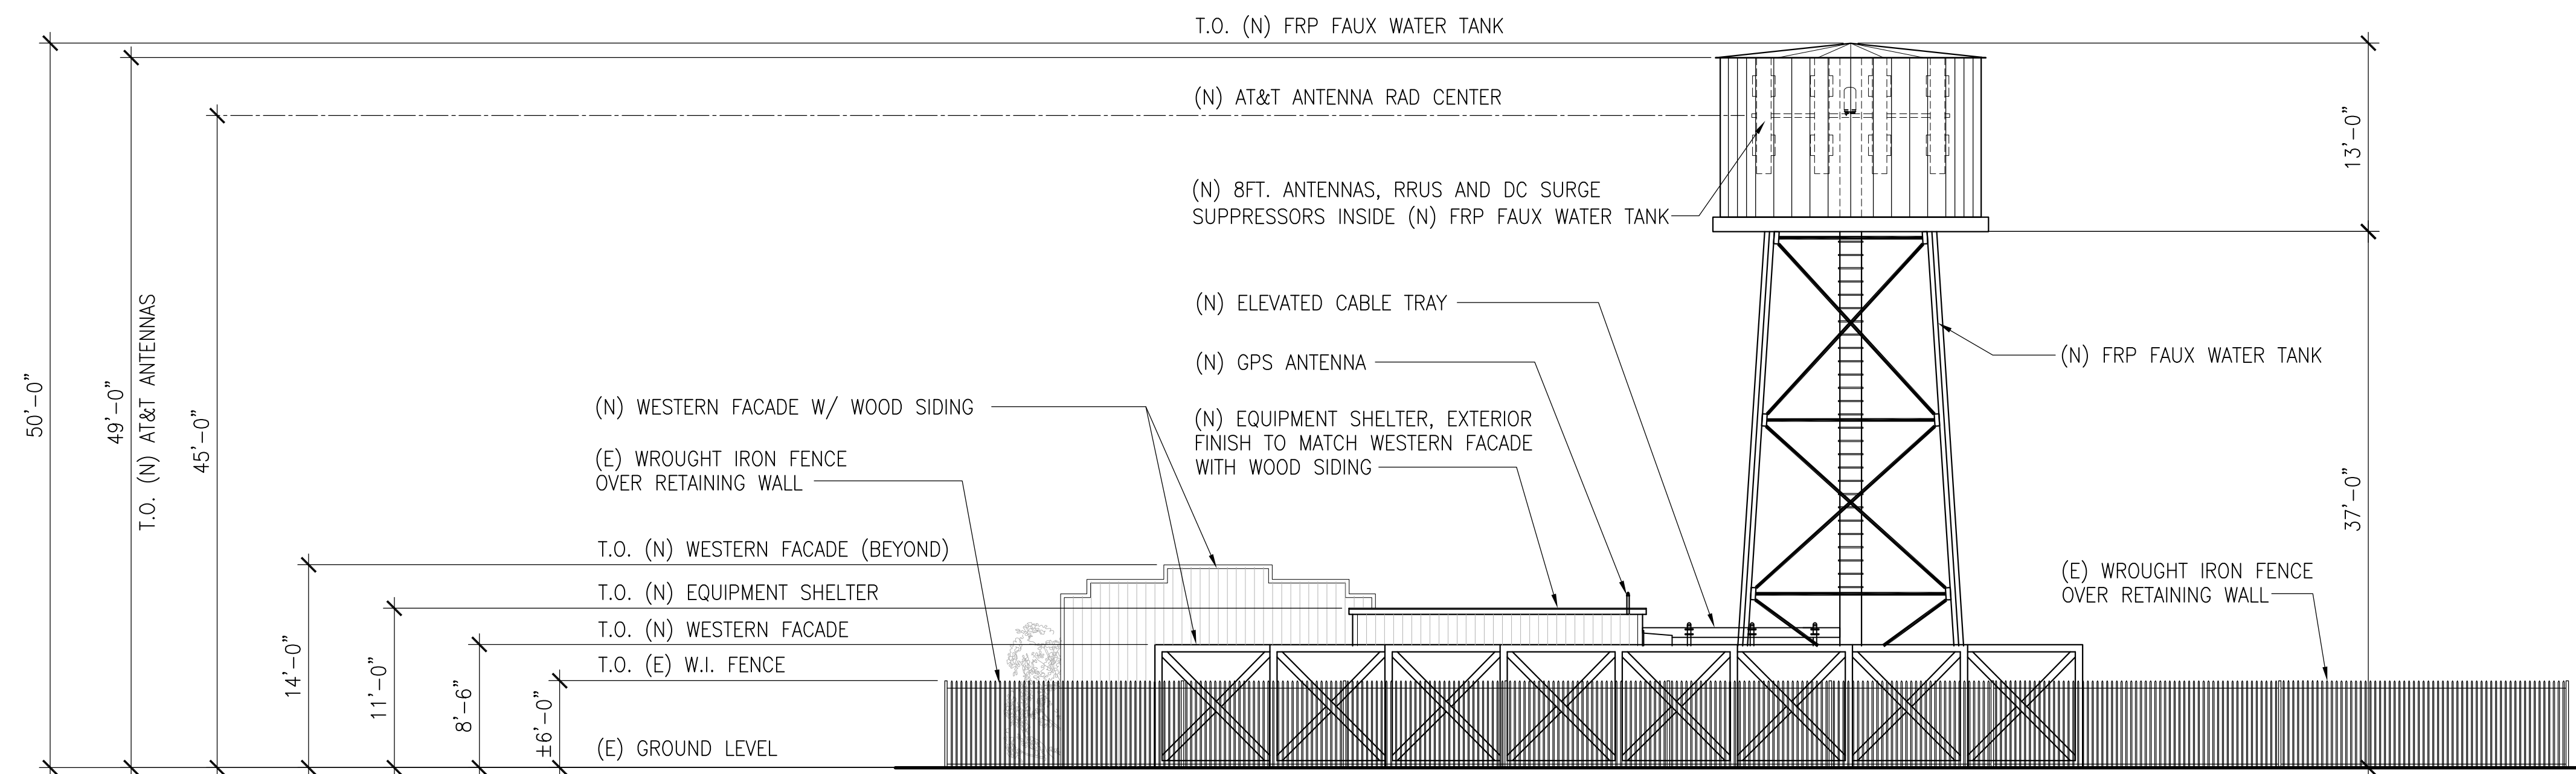 T.O. (N) FRP FAUX WATER TANK
(N) AT&T ANTENNA RAD CENTER
(N) 8FT. ANTENNAS, RRUS AND DC SURGE
SUPPRESSORS INSIDE (N) FRP FAUX WATER TANK
(N) ELEVATED CABLE TRAY
(N) GPS ANTENNA
(N) EQUIPMENT SHELTER, EXTERIOR
FINISH TO MATCH WESTERN FACADE
WITH WOOD SIDING
(N) WESTERN FACADE W/ WOOD SIDING
(E) WROUGHT IRON FENCE
OVER RETAINING WALL
T.O. (N) WESTERN FACADE (BEYOND)
T.O. (N) EQUIPMENT SHELTER
T.O. (N) WESTERN FACADE
T.O. (E) W.I. FENCE
(E) GROUND LEVEL
50'-0"
49'-0"
T.O. (N) AT&T ANTENNAS
45'-0"
14'-0"
11'-0"
8'-6"
±6'-0"
(N) FRP FAUX WATER TANK
(E) WROUGHT IRON FENCE
OVER RETAINING WALL
13'-0"
37'-0"